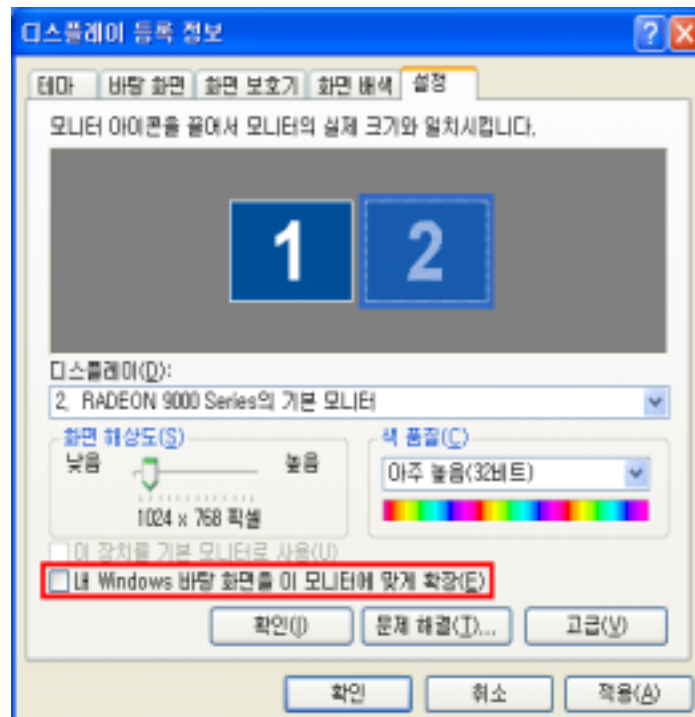 디스플레이 등록 정보
테마 바탕 화면 화면 보호기 화면 배색 설정
모니터 아이콘을 끌어서 모니터의 실제 크기와 일치시킵니다.
1 2
디스플레이(D):
2. RADEON 9000 Series의 기본 모니터
화면 해상도(S)
낮음 높음
1024 x 768 픽셀
색 품질(C)
아주 높음(32비트)
이 장치를 기본 모니터로 사용(U)
내 Windows 바탕 화면을 이 모니터에 맞게 확장(E)
확인(I) 문제 해결(T)... 고급(V)
확인 취소 적용(A)